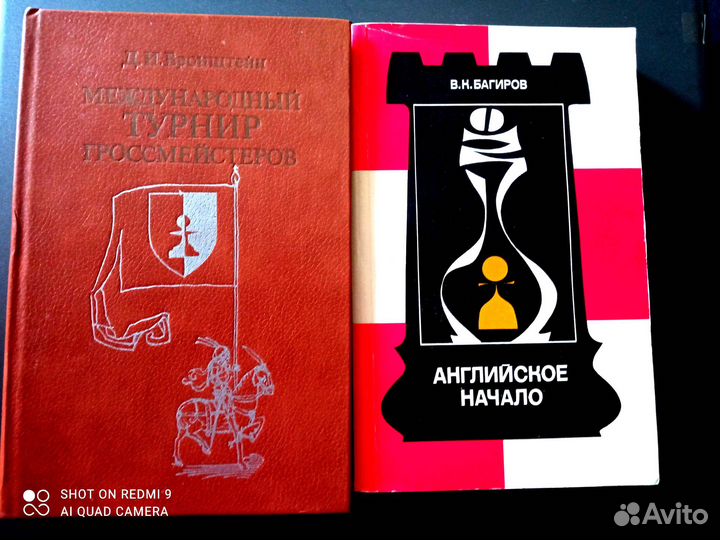 Д.И.Бронштейн
МЕЖДУНАРОДНЫЙ
ТУРНИР
ГРОССМЕЙСТЕРОВ
В.К.БАГИРОВ
АНГЛИЙСКОЕ
НАЧАЛО
SHOT ON REDMI 9
AI QUAD CAMERA
Avito